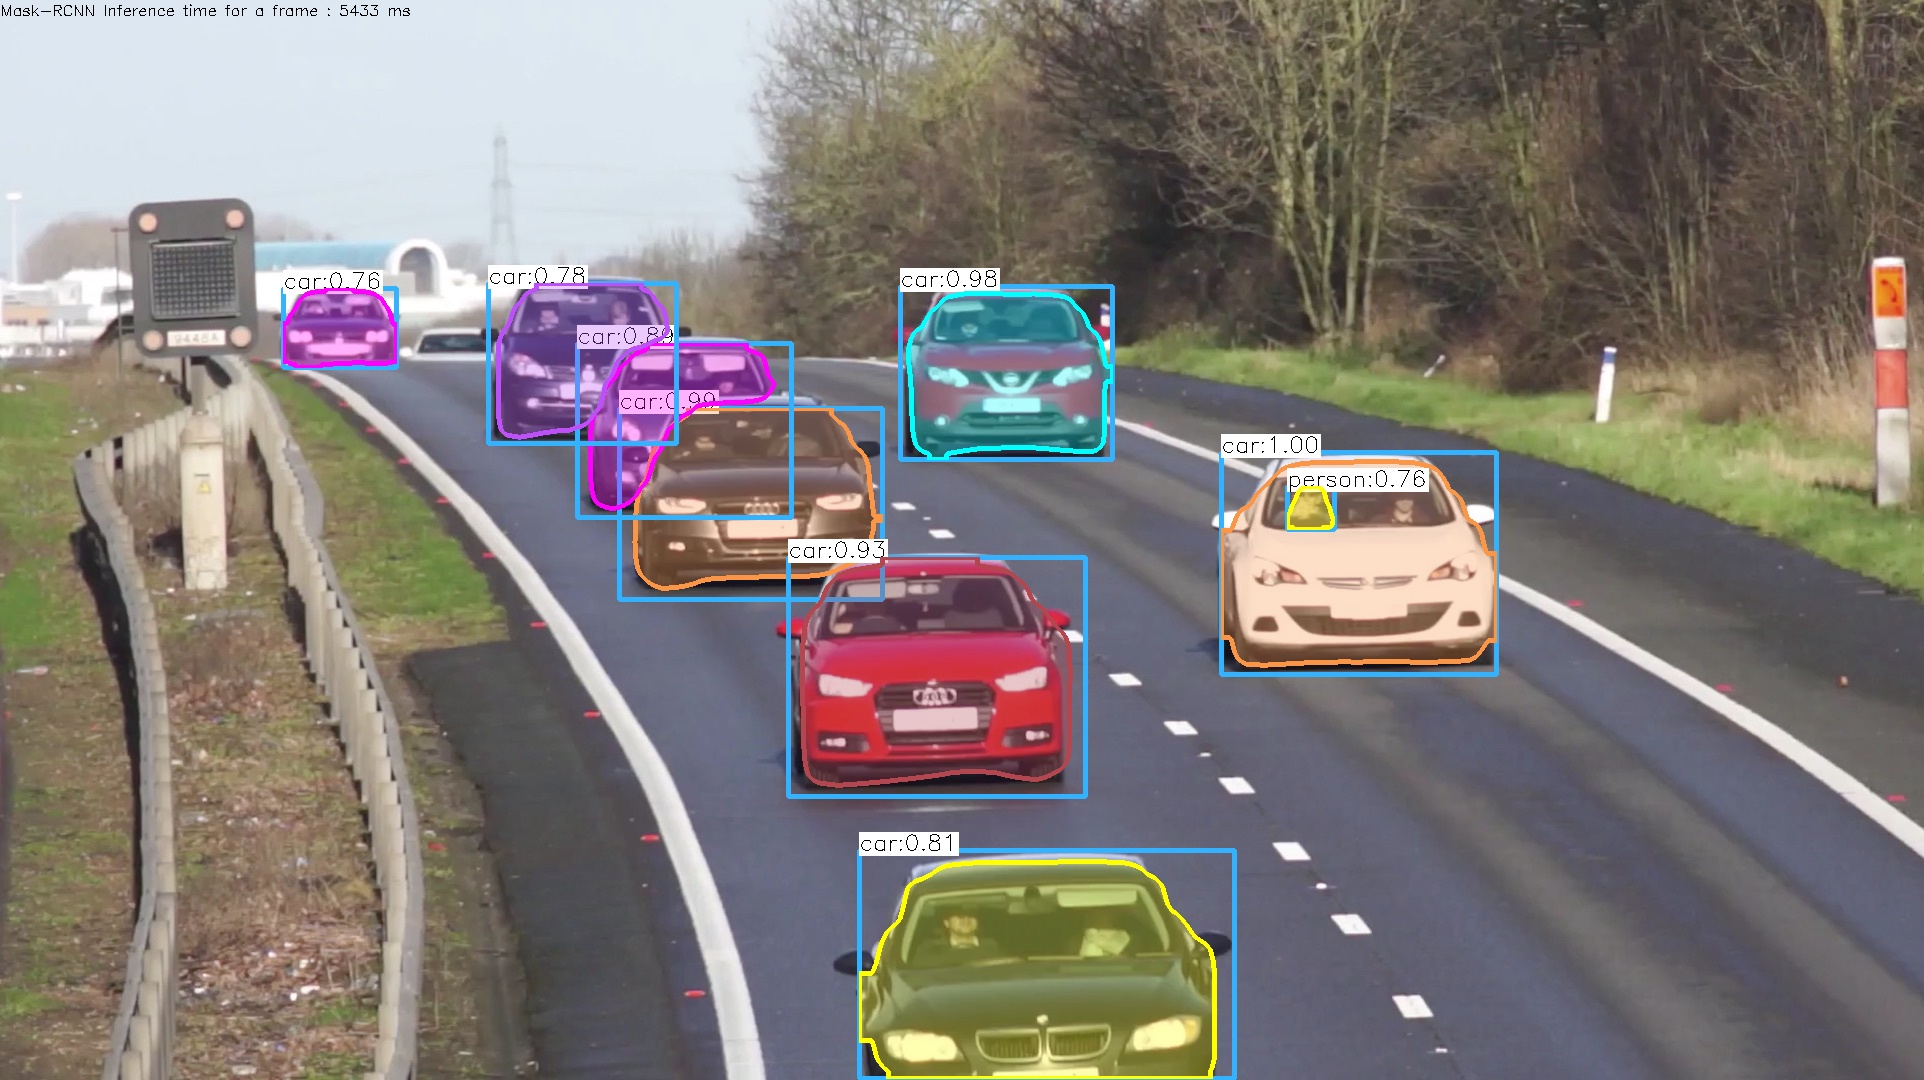 Mask-RCNN Inference time for a frame : 5433 ms
car:0.76
car:0.78
car:0.98
car:0.89
9448A
car:0.99
car:1.00
person:0.76
car:0.93
car:0.81